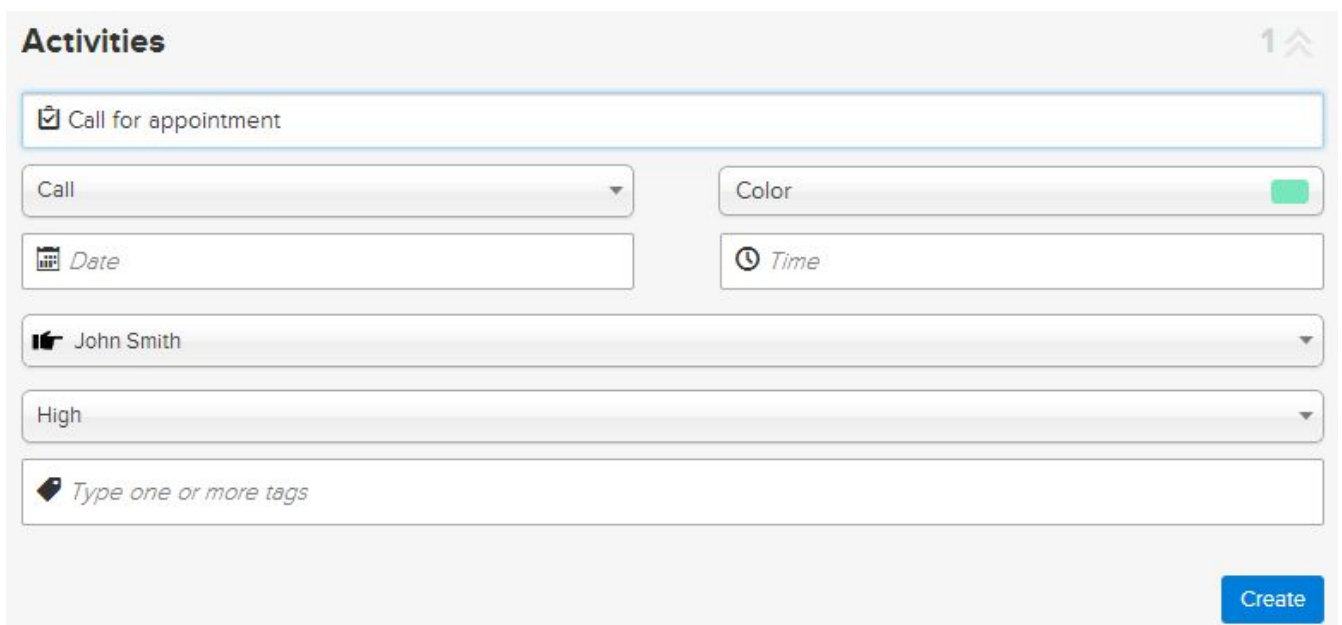 Activities 1
Call for appointment
Call Color
Date Time
John Smith
High
Type one or more tags
Create